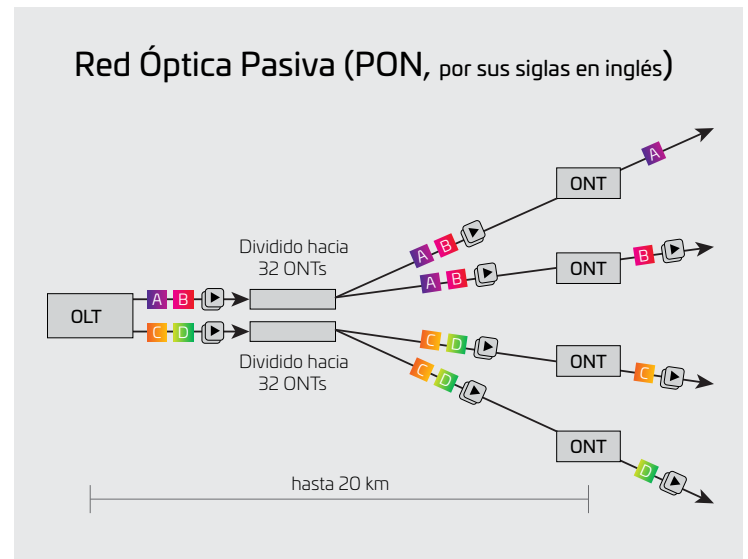 Red Óptica Pasiva (PON, por sus siglas en inglés)
A
ONT
Dividido hacia
32 ONTs
A B
B
ONT
A B
OLT
A B
C D
C D
ONT
C
Dividido hacia
32 ONTs
C D
ONT
D
hasta 20 km